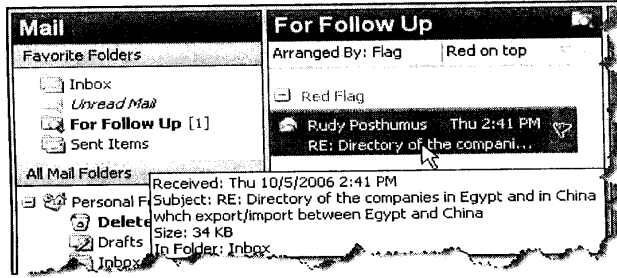 Mail
Favorite Folders
Inbox
Unread Mail
For Follow Up [1]
Sent Items
All Mail Folders
Personal F
Delete
Drafts
Inbox
For Follow Up
Arranged By: Flag Red on top
Red Flag
Rudy Posthumus Thu 2:41 PM
RE: Directory of the compani...
Received: Thu 10/5/2006 2:41 PM
Subject: RE: Directory of the companies in Egypt and in China
whch export/import between Egypt and China
Size: 34 KB
In Folder: Inbox